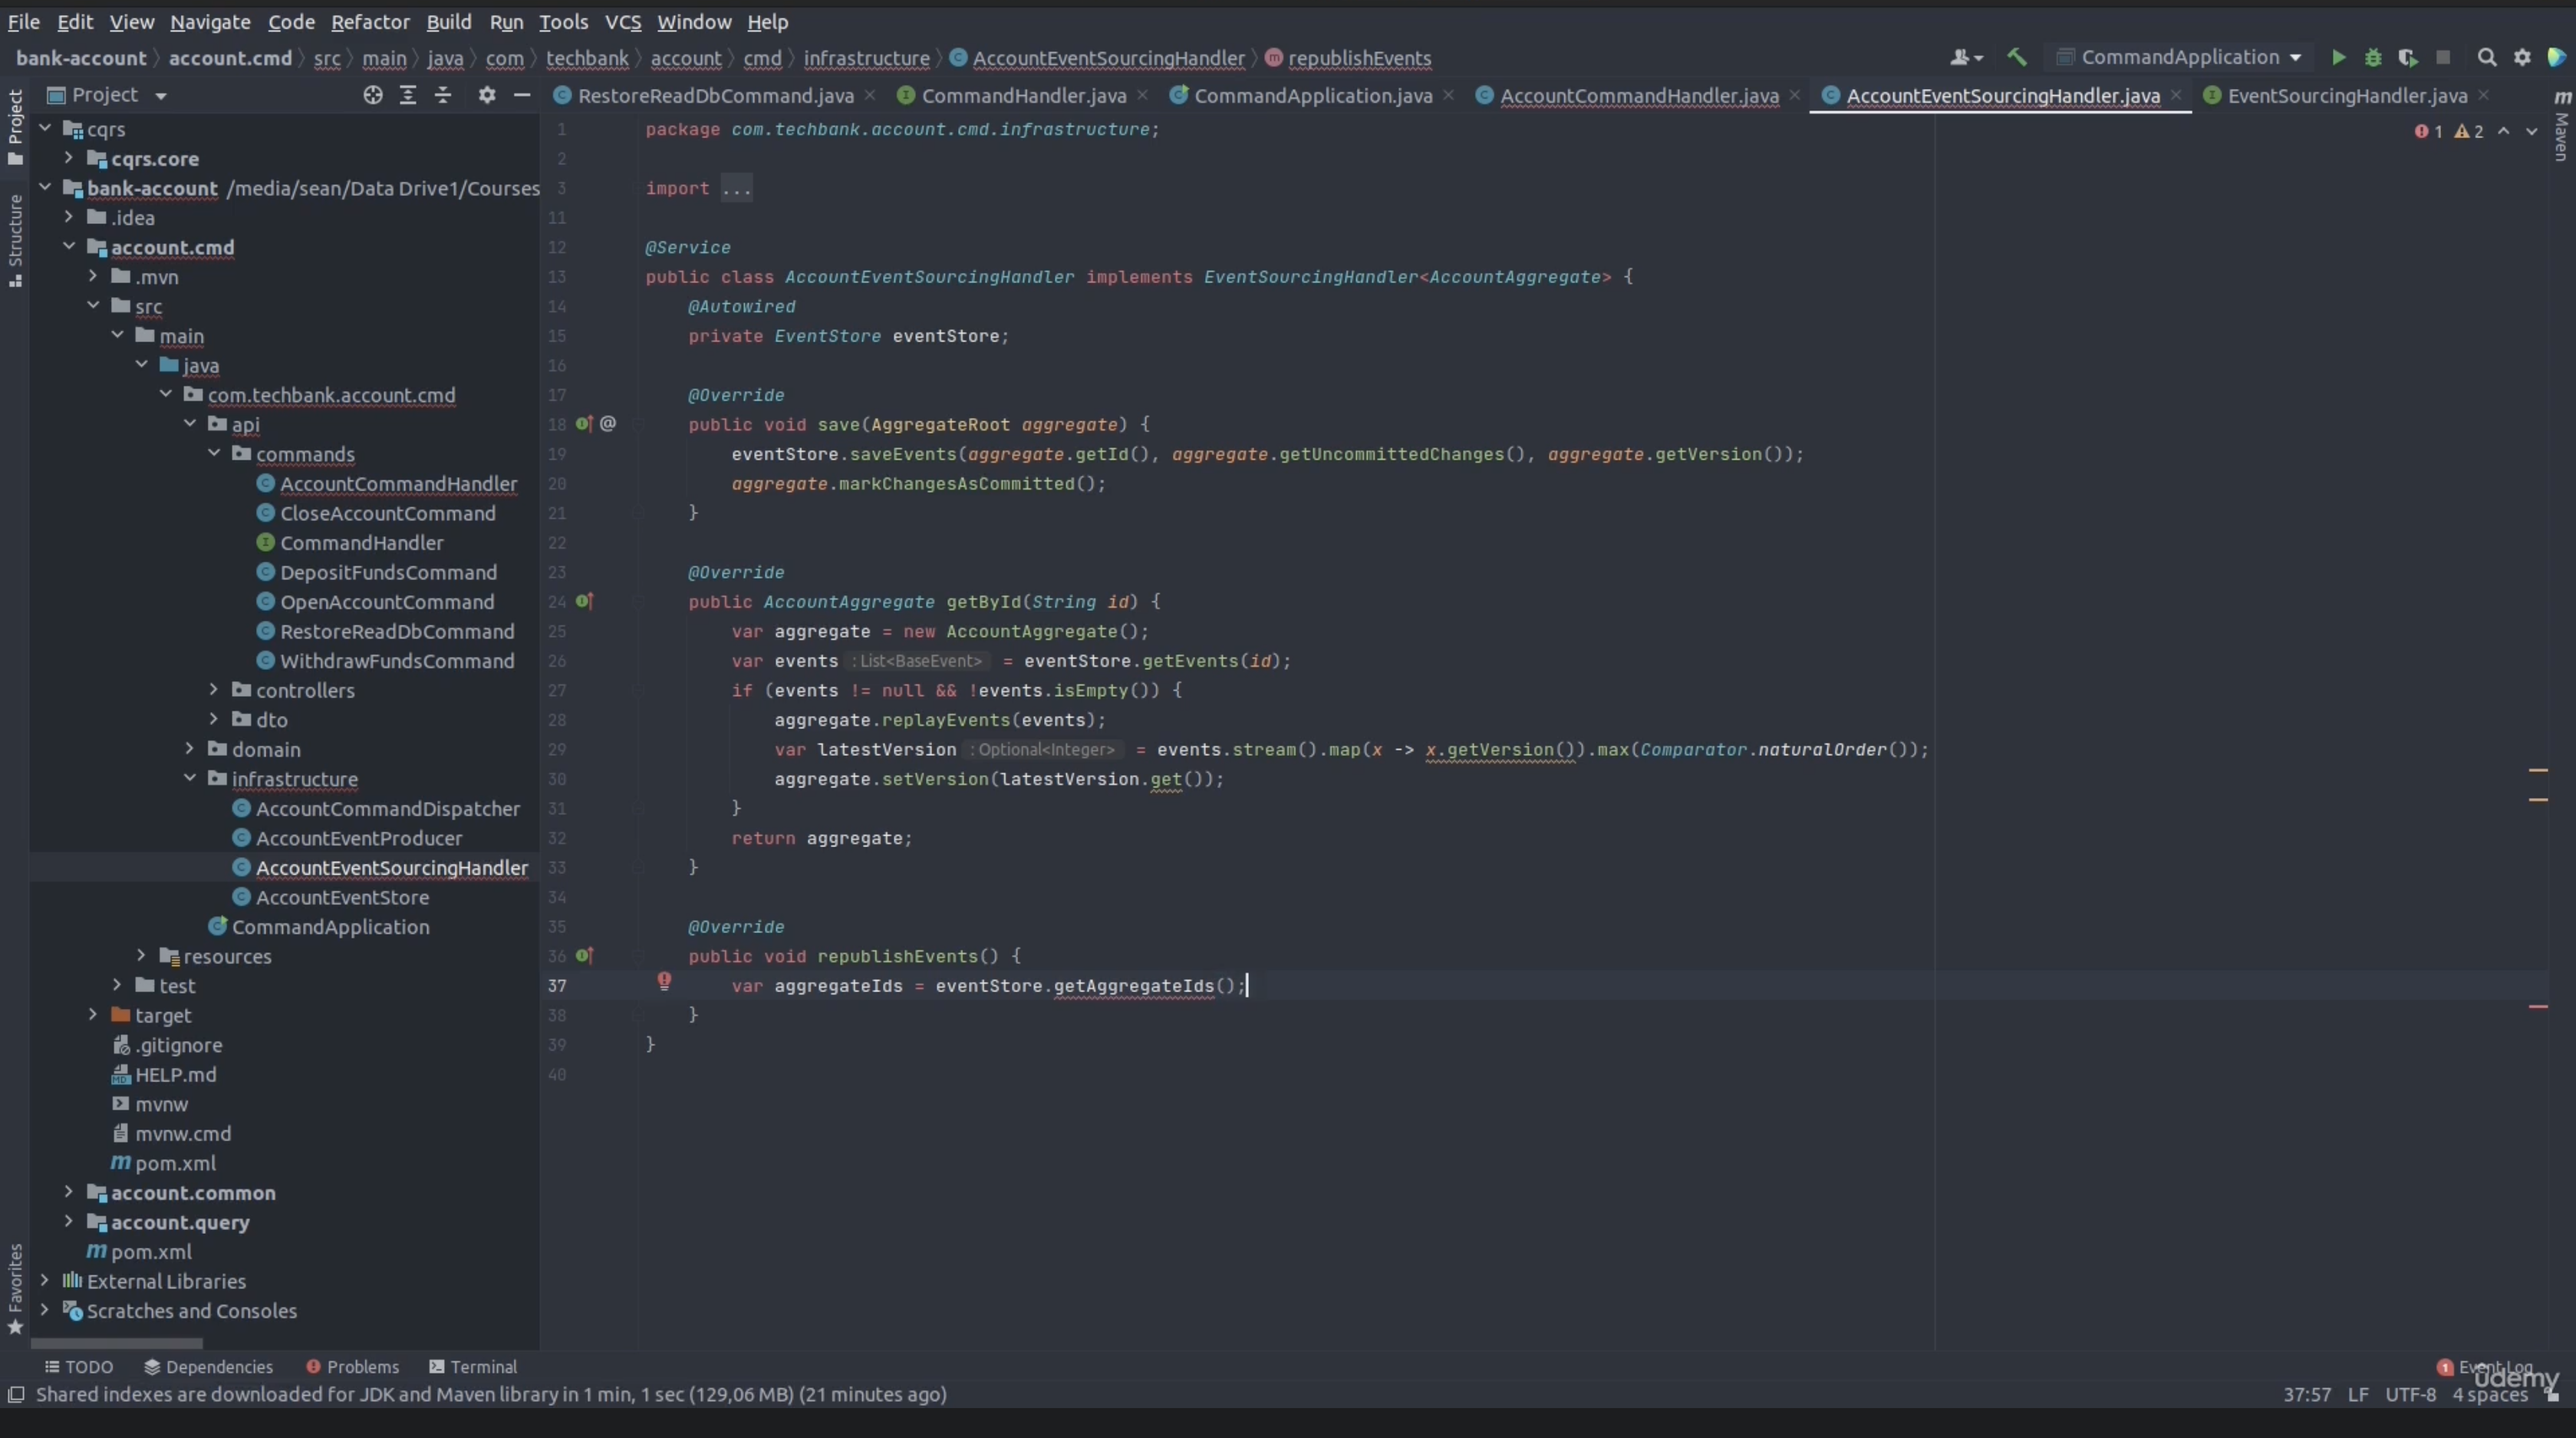 File Edit View Navigate Code Refactor Build Run Tools VCS Window Help
bank-account account.cmd src main java com techbank account cmd infrastructure AccountEventSourcingHandler republishEvents CommandApplication
Project
RestoreReadDbCommand.java CommandHandler.java CommandApplication.java AccountCommandHandler.java AccountEventSourcingHandler.java EventSourcingHandler.java
Project
Structure
Favorites
Maven
cqrs
cqrs.core
bank-account /media/sean/Data Drive1/Courses
.idea
account.cmd
.mvn
src
main
java
com.techbank.account.cmd
api
commands
AccountCommandHandler
CloseAccountCommand
CommandHandler
DepositFundsCommand
OpenAccountCommand
RestoreReadDbCommand
WithdrawFundsCommand
controllers
dto
domain
infrastructure
AccountCommandDispatcher
AccountEventProducer
AccountEventSourcingHandler
AccountEventStore
CommandApplication
resources
test
target
.gitignore
HELP.md
mvnw
mvnw.cmd
pom.xml
account.common
account.query
pom.xml
External Libraries
Scratches and Consoles
1 2
1 package com.techbank.account.cmd.infrastructure;
2
3 import ...
11
12 @Service
13 public class AccountEventSourcingHandler implements EventSourcingHandler<AccountAggregate> {
14 @Autowired
15 private EventStore eventStore;
16
17 @Override
18 @ public void save(AggregateRoot aggregate) {
19 eventStore.saveEvents(aggregate.getId(), aggregate.getUncommittedChanges(), aggregate.getVersion());
20 aggregate.markChangesAsCommitted();
21 }
22
23 @Override
24 public AccountAggregate getById(String id) {
25 var aggregate = new AccountAggregate();
26 var events : List<BaseEvent> = eventStore.getEvents(id);
27 if (events != null && !events.isEmpty()) {
28 aggregate.replayEvents(events);
29 var latestVersion : Optional<Integer> = events.stream().map(x -> x.getVersion()).max(Comparator.naturalOrder());
30 aggregate.setVersion(latestVersion.get());
31 }
32 return aggregate;
33 }
34
35 @Override
36 public void republishEvents() {
37 var aggregateIds = eventStore.getAggregateIds();
38 }
39 }
40
TODO Dependencies Problems Terminal 1 Event Log
Shared indexes are downloaded for JDK and Maven library in 1 min, 1 sec (129,06 MB) (21 minutes ago) 37:57 LF UTF-8 4 spaces
udemy